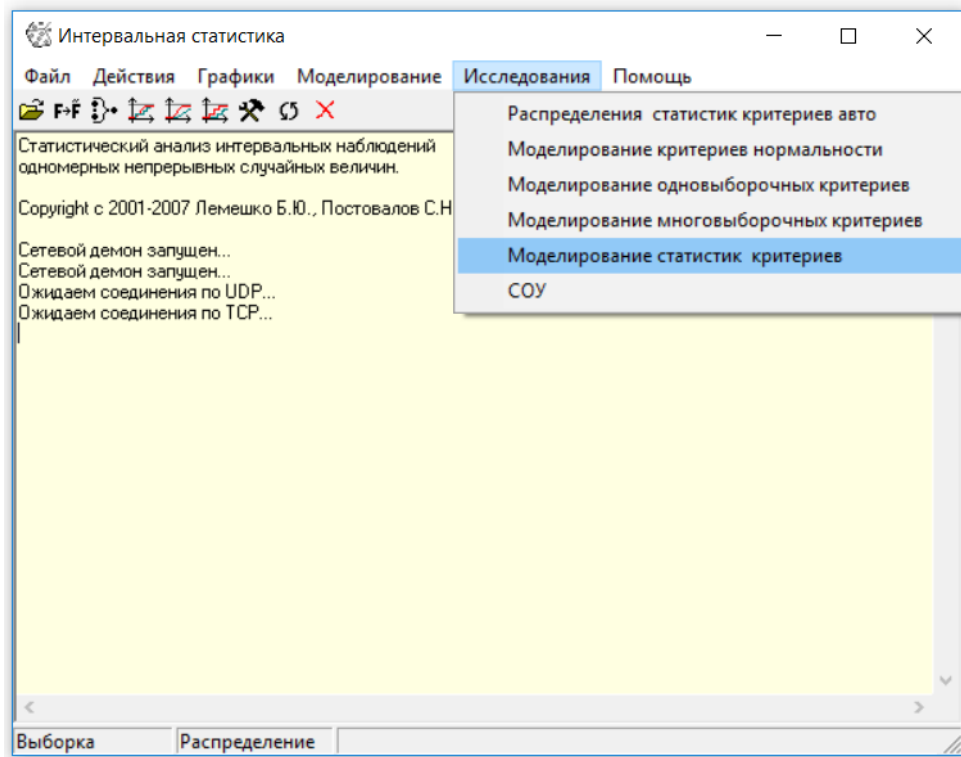 Интервальная статистика
Файл Действия Графики Моделирование Исследования Помощь
F→F̃
Распределения статистик критериев авто
Моделирование критериев нормальности
Моделирование одновыборочных критериев
Моделирование многовыборочных критериев
Моделирование статистик критериев
СОУ
Статистический анализ интервальных наблюдений
одномерных непрерывных случайных величин.
Copyright с 2001-2007 Лемешко Б.Ю., Постовалов С.Н
Сетевой демон запущен...
Сетевой демон запущен...
Ожидаем соединения по UDP...
Ожидаем соединения по TCP...
Выборка Распределение